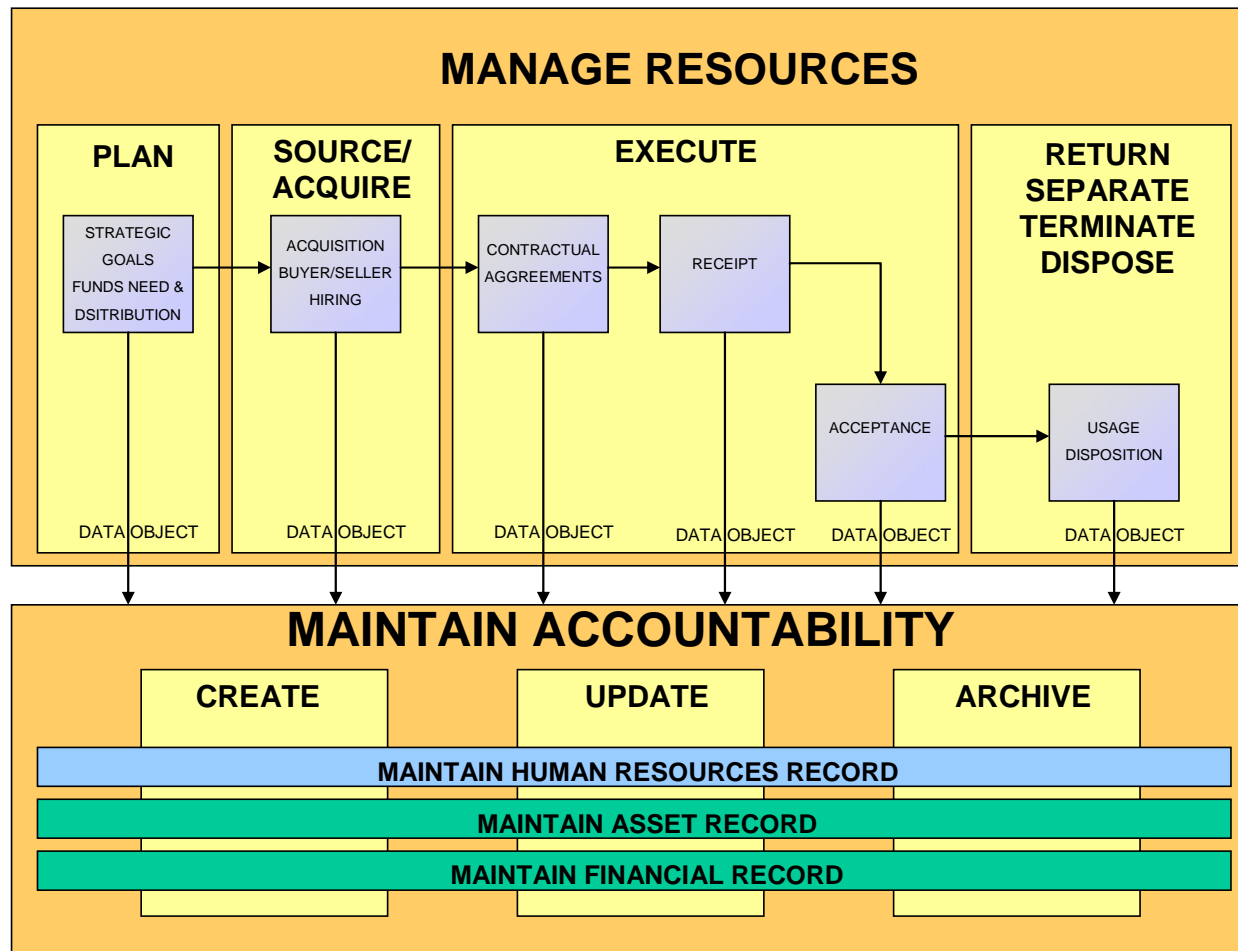 MANAGE RESOURCES
PLAN
STRATEGIC
GOALS
FUNDS NEED &
DSITRIBUTION
DATA OBJECT
SOURCE/
ACQUIRE
ACQUISITION
BUYER/SELLER
HIRING
DATA OBJECT
EXECUTE
CONTRACTUAL
AGGREEMENTS
DATA OBJECT
RECEIPT
DATA OBJECT
ACCEPTANCE
DATA OBJECT
RETURN
SEPARATE
TERMINATE
DISPOSE
USAGE
DISPOSITION
DATA OBJECT
MAINTAIN ACCOUNTABILITY
CREATE
UPDATE
ARCHIVE
MAINTAIN HUMAN RESOURCES RECORD
MAINTAIN ASSET RECORD
MAINTAIN FINANCIAL RECORD